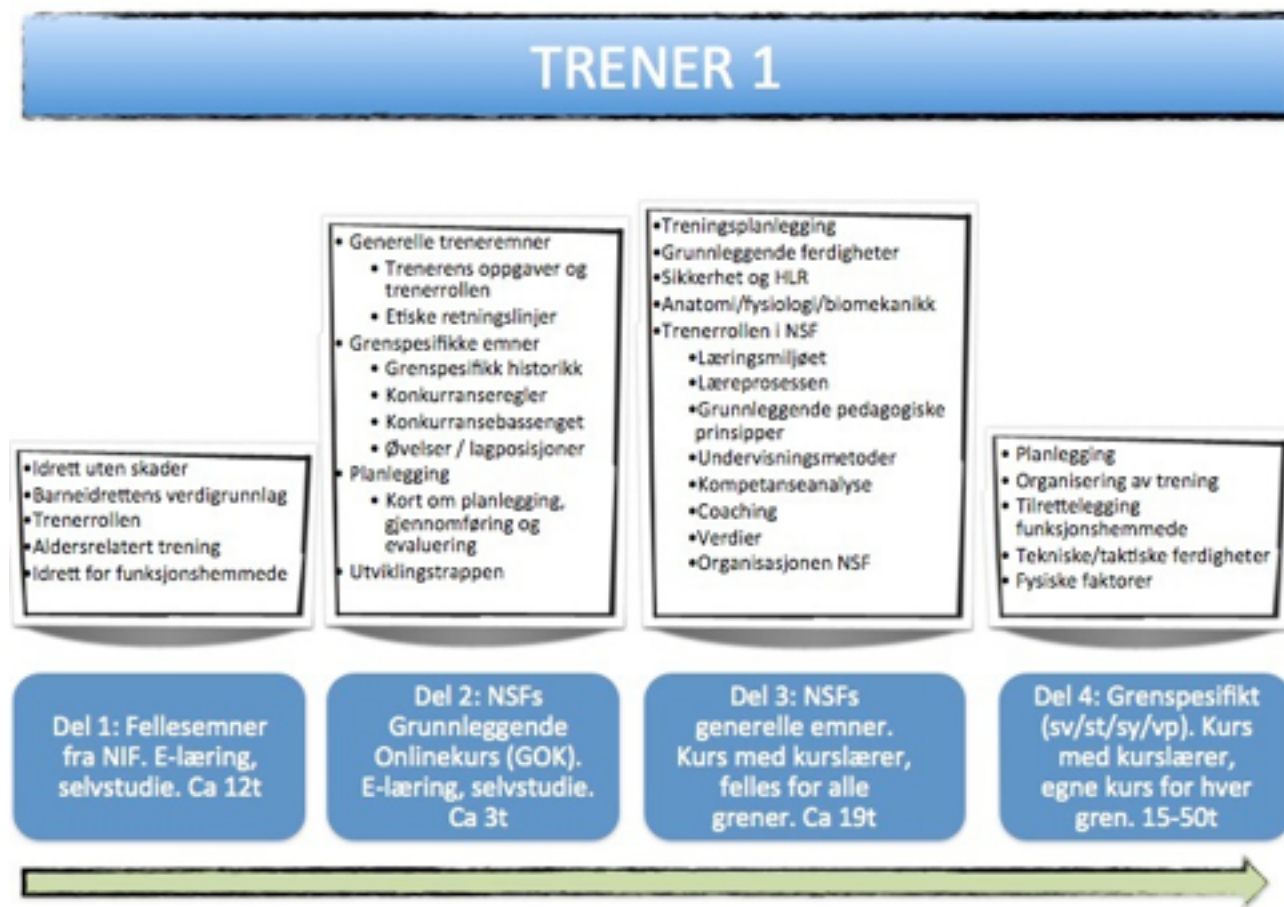 TRENER 1
•Idrett uten skader
•Barneidrettens verdigrunnlag
•Trenerrollen
•Aldersrelatert trening
•Idrett for funksjonshemmede
• Generelle treneremner
• Trenerens oppgaver og
trenerrollen
• Etiske retningslinjer
• Grenspesifikke emner
• Grenspesifikk historikk
• Konkurranseregler
• Konkurransebassenget
• Øvelser / lagposisjoner
• Planlegging
• Kort om planlegging,
gjennomføring og
evaluering
• Utviklingstrappen
•Treningsplanlegging
•Grunnleggende ferdigheter
•Sikkerhet og HLR
•Anatomi/fysiologi/biomekanikk
•Trenerrollen i NSF
•Læringsmiljøet
•Læreprosessen
•Grunnleggende pedagogiske
prinsipper
•Undervisningsmetoder
•Kompetanseanalyse
•Coaching
•Verdier
•Organisasjonen NSF
• Planlegging
• Organisering av trening
• Tilrettelegging
funksjonshemmede
• Tekniske/taktiske ferdigheter
• Fysiske faktorer
Del 1: Fellesemner
fra NIF. E-læring,
selvstudie. Ca 12t
Del 2: NSFs
Grunnleggende
Onlinekurs (GOK).
E-læring, selvstudie.
Ca 3t
Del 3: NSFs
generelle emner.
Kurs med kurslærer,
felles for alle
grener. Ca 19t
Del 4: Grenspesifikt
(sv/st/sy/vp). Kurs
med kurslærer,
egne kurs for hver
gren. 15-50t